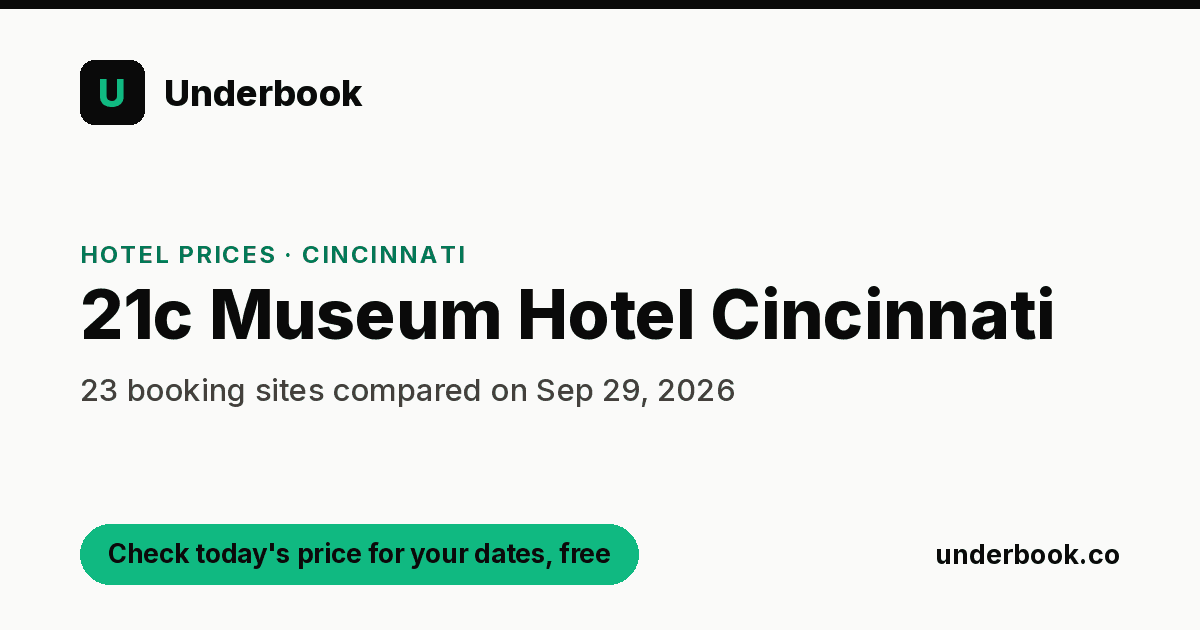 U Underbook
HOTEL PRICES · CINCINNATI
21c Museum Hotel Cincinnati
23 booking sites compared on Sep 29, 2026
Check today's price for your dates, free
underbook.co